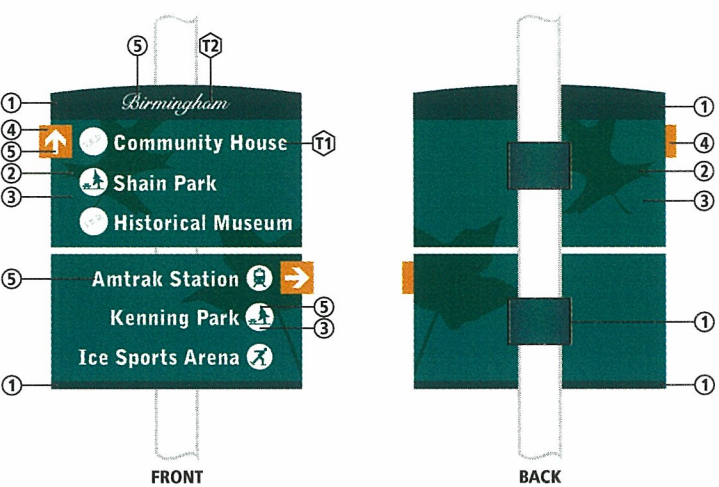 5 T2
1 Birmingham 1
4 4
5 Community House T1
2 Shain Park 2
3 3
Historical Museum
5 Amtrak Station
5
Kenning Park 3 1
Ice Sports Arena
1 1
FRONT BACK